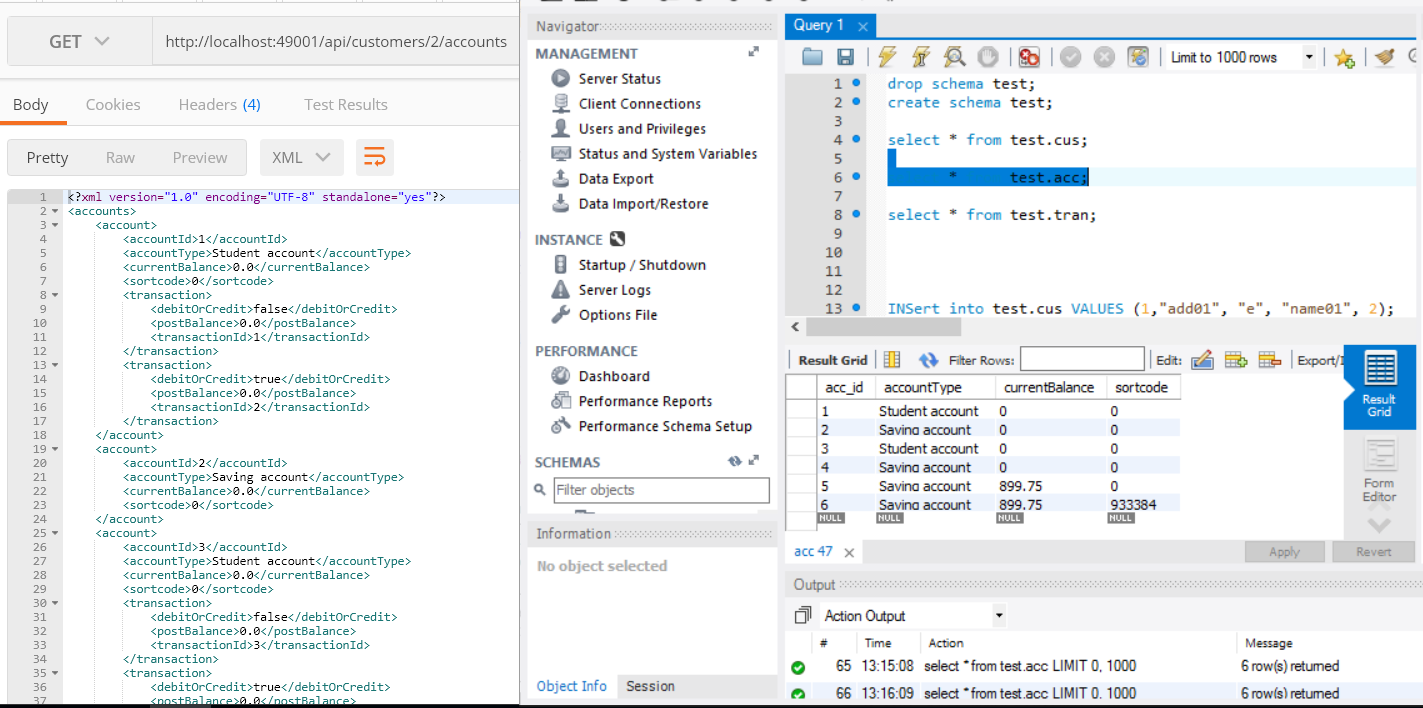 GET
http://localhost:49001/api/customers/2/accounts
Body
Cookies
Headers (4)
Test Results
Pretty
Raw
Preview
XML
1 <?xml version="1.0" encoding="UTF-8" standalone="yes"?>
2 <accounts>
3 <account>
4 <accountId>1</accountId>
5 <accountType>Student account</accountType>
6 <currentBalance>0.0</currentBalance>
7 <sortcode>0</sortcode>
8 <transaction>
9 <debitOrCredit>false</debitOrCredit>
10 <postBalance>0.0</postBalance>
11 <transactionId>1</transactionId>
12 </transaction>
13 <transaction>
14 <debitOrCredit>true</debitOrCredit>
15 <postBalance>0.0</postBalance>
16 <transactionId>2</transactionId>
17 </transaction>
18 </account>
19 <account>
20 <accountId>2</accountId>
21 <accountType>Saving account</accountType>
22 <currentBalance>0.0</currentBalance>
23 <sortcode>0</sortcode>
24 </account>
25 <account>
26 <accountId>3</accountId>
27 <accountType>Student account</accountType>
28 <currentBalance>0.0</currentBalance>
29 <sortcode>0</sortcode>
30 <transaction>
31 <debitOrCredit>false</debitOrCredit>
32 <postBalance>0.0</postBalance>
33 <transactionId>3</transactionId>
34 </transaction>
35 <transaction>
36 <debitOrCredit>true</debitOrCredit>
37 <postBalance>0.0</postBalance>
Navigator
MANAGEMENT
Server Status
Client Connections
Users and Privileges
Status and System Variables
Data Export
Data Import/Restore
INSTANCE
Startup / Shutdown
Server Logs
Options File
PERFORMANCE
Dashboard
Performance Reports
Performance Schema Setup
SCHEMAS
Filter objects
Information
No object selected
Object Info
Session
Query 1
Limit to 1000 rows
1 drop schema test;
2 create schema test;
3
4 select * from test.cus;
5
6 * test.acc;
7
8 select * from test.tran;
9
10
11
12
13 INSert into test.cus VALUES (1,"add01", "e", "name01", 2);
Result Grid
Filter Rows:
Edit:
Export/I
acc_id accountType currentBalance sortcode
1 Student account 0 0
2 Saving account 0 0
3 Student account 0 0
4 Saving account 0 0
5 Saving account 899.75 0
6 Saving account 899.75 933384
NULL NULL NULL NULL
Result
Grid
Form
Editor
acc 47
Apply
Revert
Output
Action Output
# Time Action Message
65 13:15:08 select * from test.acc LIMIT 0, 1000 6 row(s) returned
66 13:16:09 select * from test.acc LIMIT 0, 1000 6 row(s) returned